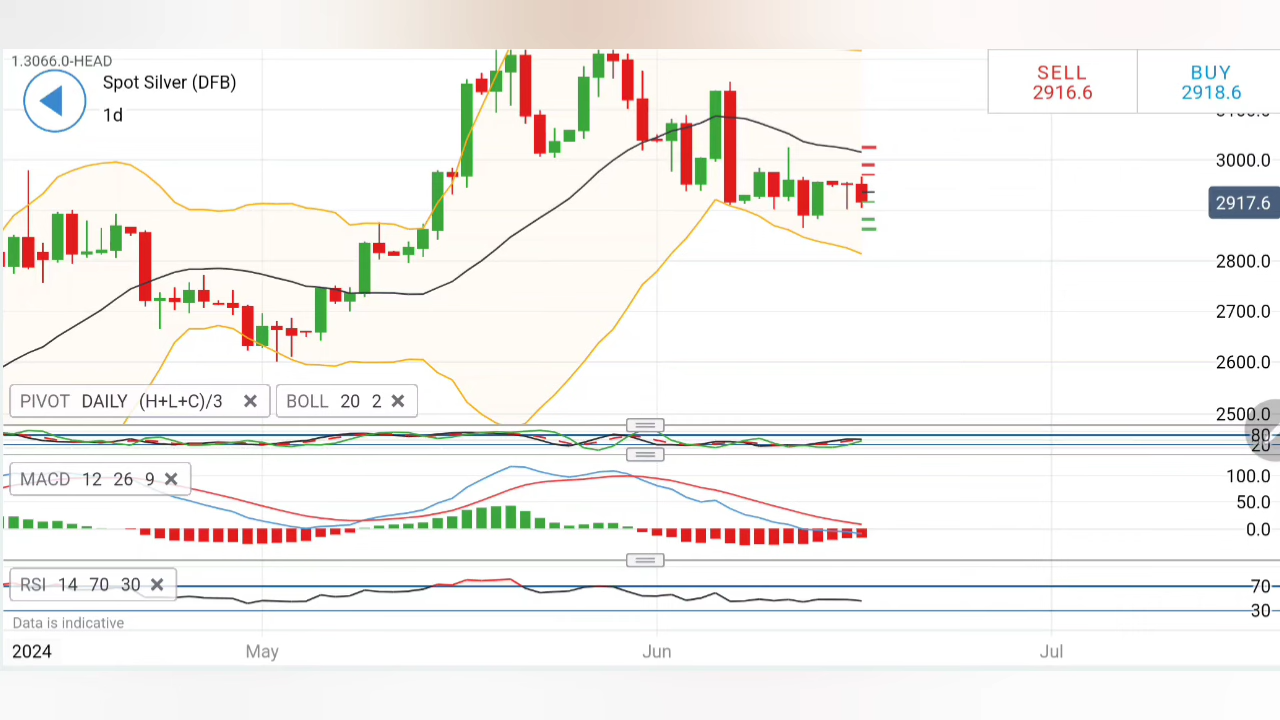 1.3066.0-HEAD
Spot Silver (DFB)
1d
SELL
2916.6
BUY
2918.6
3000.0
2917.6
2800.0
2700.0
2600.0
PIVOT DAILY (H+L+C)/3
BOLL 20 2
2500.0
80
20
MACD 12 26 9
100.0
50.0
0.0
RSI 14 70 30
70
30
Data is indicative
2024 May Jun Jul